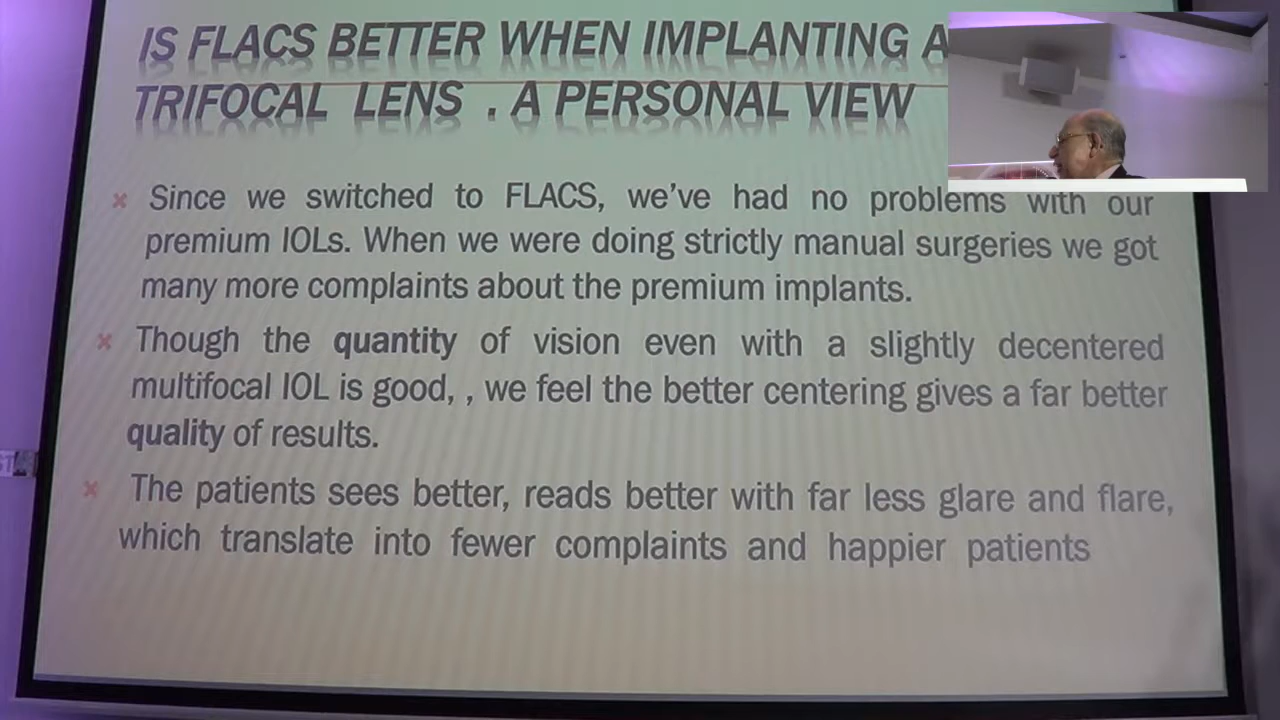 IS FLACS BETTER WHEN IMPLANTING A
TRIFOCAL LENS . A PERSONAL VIEW
Since we switched to FLACS, we've had no problems with our
premium IOLs. When we were doing strictly manual surgeries we got
many more complaints about the premium implants.
Though the quantity of vision even with a slightly decentered
multifocal IOL is good, , we feel the better centering gives a far better
quality of results.
The patients sees better, reads better with far less glare and flare,
which translate into fewer complaints and happier patients